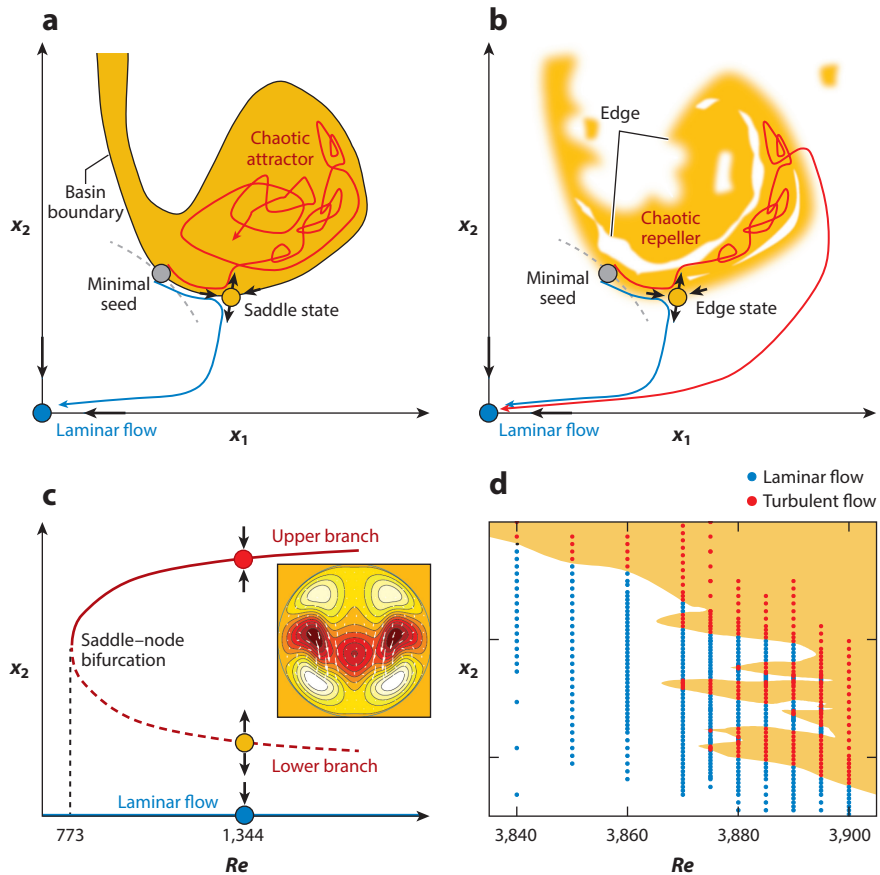 a
x2
Basin
boundary
Chaotic
attractor
Minimal
seed
Saddle state
Laminar flow
x1
b
x2
Edge
Chaotic
repeller
Minimal
seed
Edge state
Laminar flow
x1
c
x2
Upper branch
Saddle–node
bifurcation
Lower branch
Laminar flow
773
1,344
Re
d
Laminar flow
Turbulent flow
x2
3,840
3,860
3,880
3,900
Re